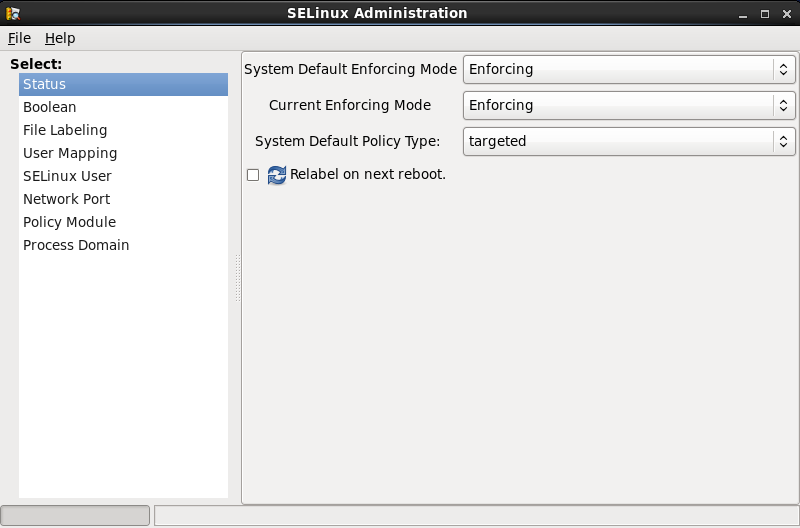 SELinux Administration
File Help
Select:
Status
Boolean
File Labeling
User Mapping
SELinux User
Network Port
Policy Module
Process Domain
System Default Enforcing Mode Enforcing
Current Enforcing Mode Enforcing
System Default Policy Type: targeted
Relabel on next reboot.